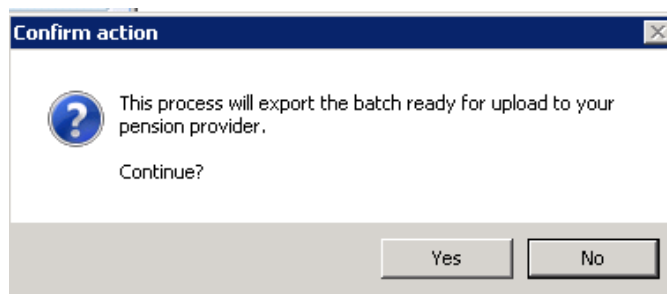 Confirm action
This process will export the batch ready for upload to your
pension provider.
Continue?
Yes
No